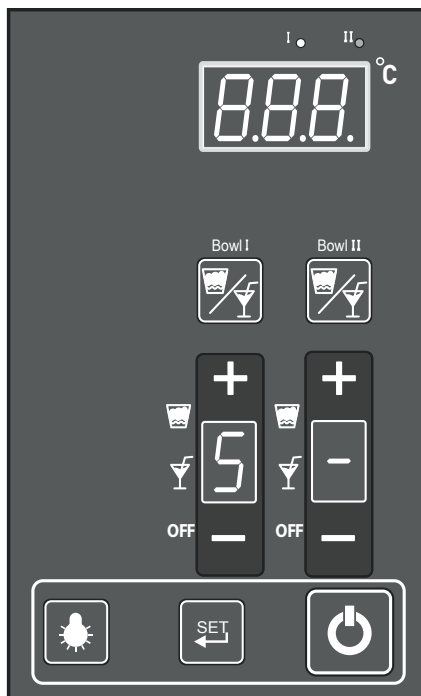 I II
8.8.8. °C
Bowl I Bowl II
+ +
5 -
OFF − OFF −
SET